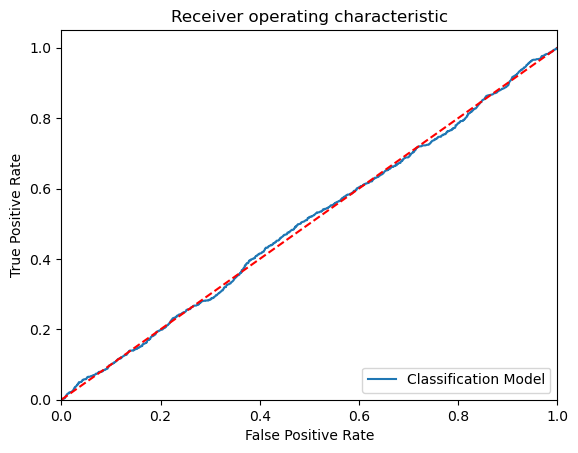 Receiver operating characteristic
1.0
0.8
0.6
0.4
0.2
0.0
True Positive Rate
Classification Model
0.0 0.2 0.4 0.6 0.8 1.0
False Positive Rate